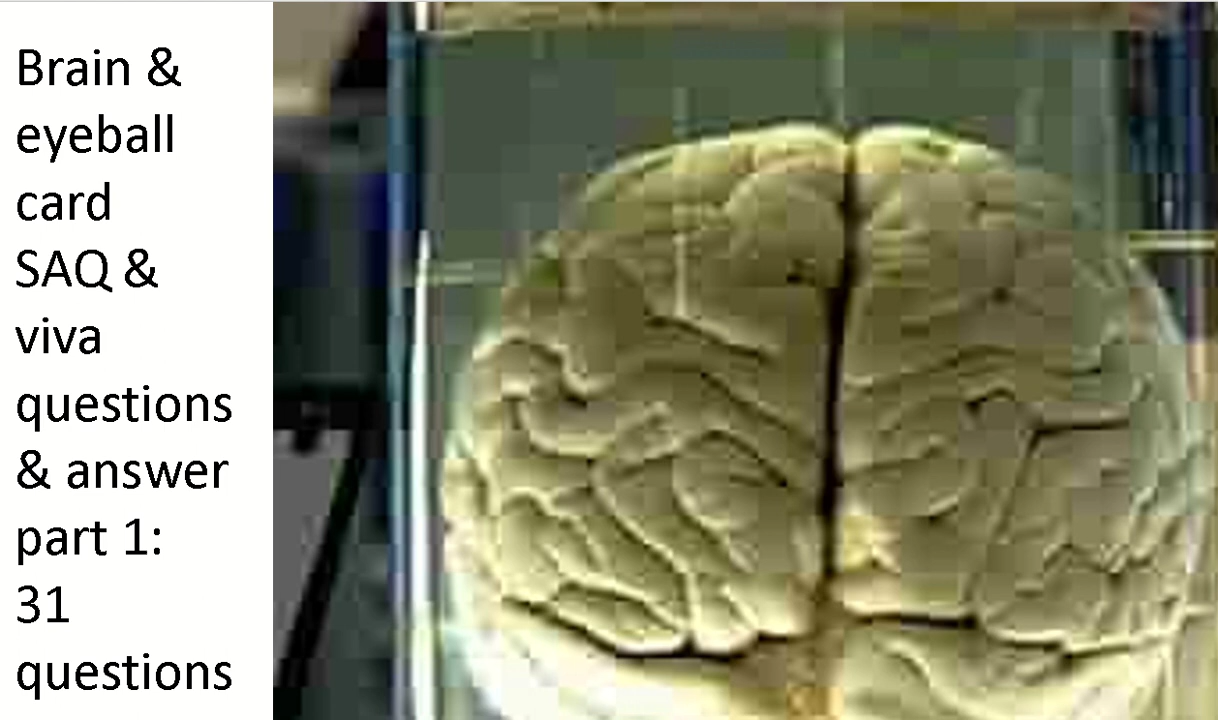 Brain &
eyeball
card
SAQ &
viva
questions
& answer
part 1:
31
questions